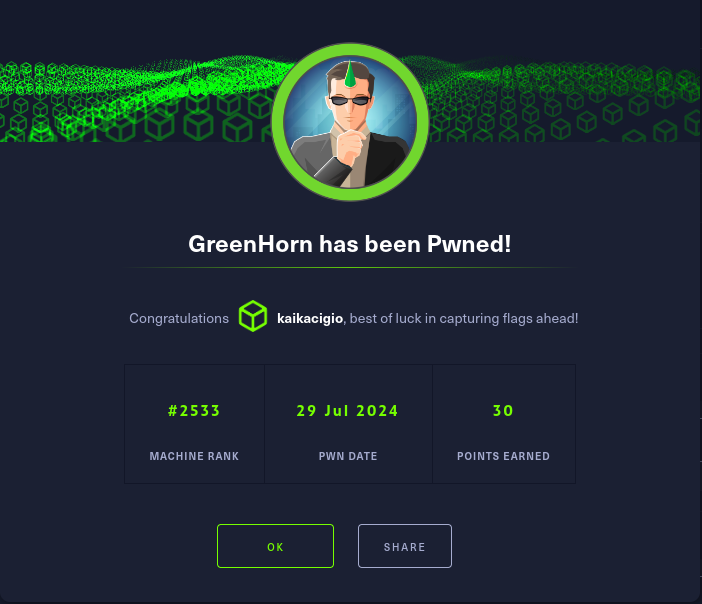 GreenHorn has been Pwned!
Congratulations kaikacigio, best of luck in capturing flags ahead!
#2533 29 Jul 2024 30
MACHINE RANK PWN DATE POINTS EARNED
OK SHARE